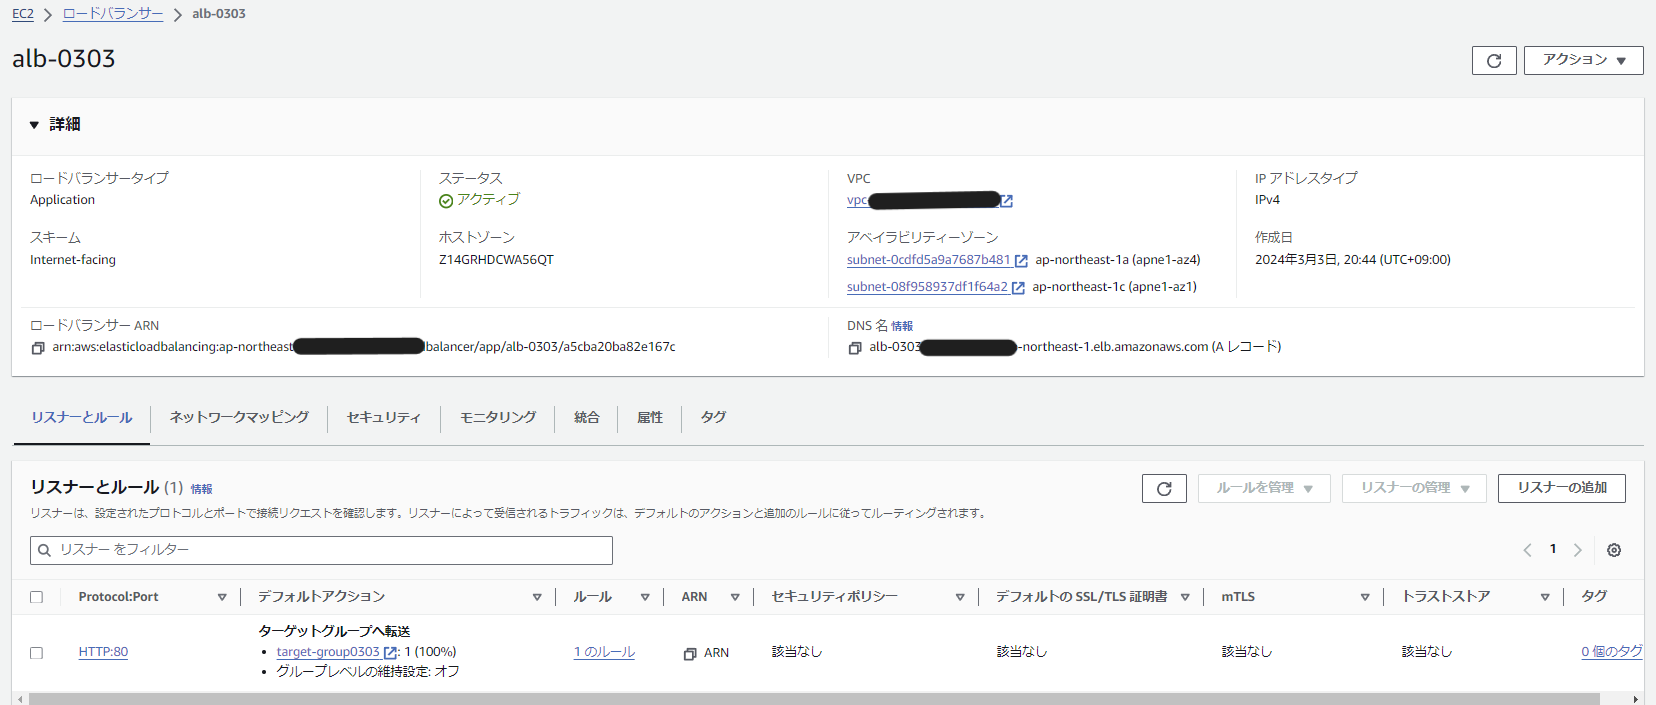 EC2 > ロードバランサー > alb-0303
alb-0303
アクション
詳細
ロードバランサータイプ
Application
ステータス
アクティブ
VPC
vpc-
IP アドレスタイプ
IPv4
スキーム
Internet-facing
ホストゾーン
Z14GRHDCWA56QT
アベイラビリティーゾーン
subnet-0cdfd5a9a7687b481 ap-northeast-1a (apne1-az4)
subnet-08f958937df1f64a2 ap-northeast-1c (apne1-az1)
作成日
2024年3月3日, 20:44 (UTC+09:00)
ロードバランサー ARN
arn:aws:elasticloadbalancing:ap-northeast lbalancer/app/alb-0303/a5cba20ba82e167c
DNS 名 情報
alb-0303 -northeast-1.elb.amazonaws.com (A レコード)
リスナーとルール ネットワークマッピング セキュリティ モニタリング 統合 属性 タグ
リスナーとルール (1) 情報
ルールを管理 リスナーの管理 リスナーの追加
リスナーは、設定されたプロトコルとポートで接続リクエストを確認します。リスナーによって受信されるトラフィックは、デフォルトのアクションと追加のルールに従ってルーティングされます。
リスナー をフィルター
1
Protocol:Port デフォルトアクション ルール ARN セキュリティポリシー デフォルトの SSL/TLS 証明書 mTLS トラストストア タグ
HTTP:80
ターゲットグループへ転送
• target-group0303 : 1 (100%)
• グループレベルの維持設定: オフ
1 のルール
ARN
該当なし
該当なし
該当なし
該当なし
0 個のタグ